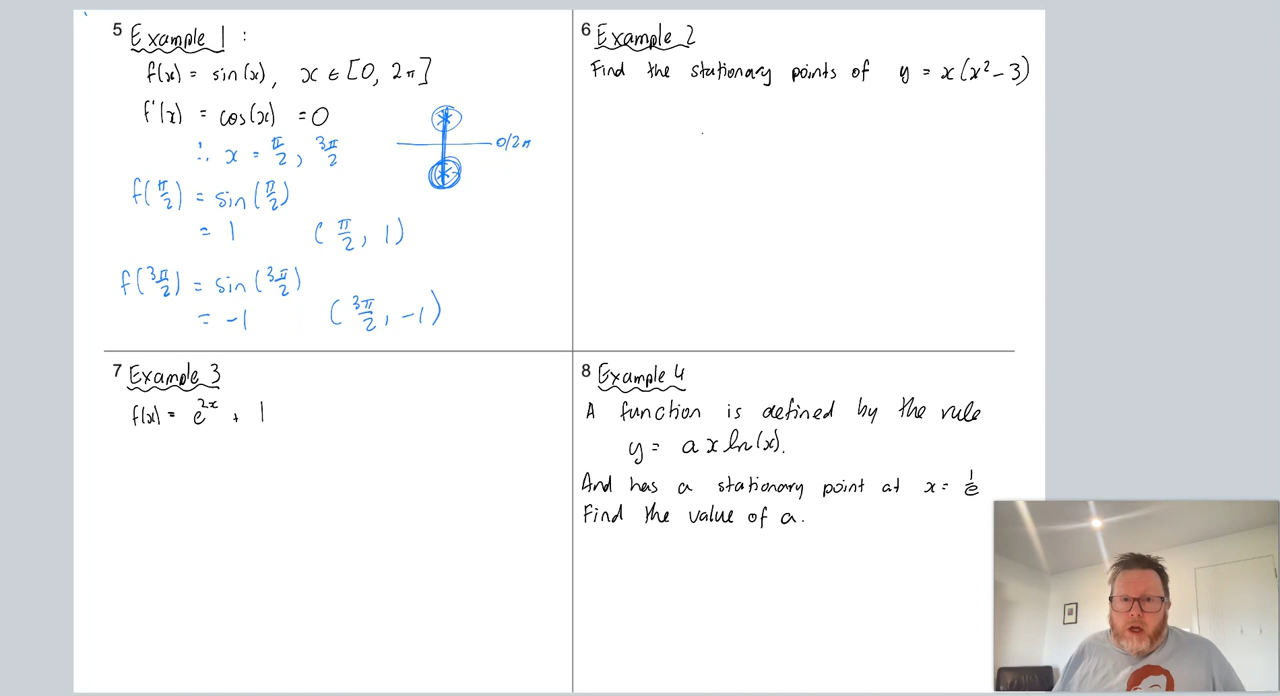 5 Example 1 :
f(x) = sin(x), x ∈ [0, 2π]
f'(x) = cos(x) = 0
0/2π
∴ x = π/2, 3π/2
f(π/2) = sin(π/2)
= 1 (π/2, 1)
f(3π/2) = sin(3π/2)
= -1 (3π/2, -1)
6 Example 2
Find the stationary points of y = x(x² - 3)
7 Example 3
f(x) = e²ˣ + 1
8 Example 4
A function is defined by the rule
y = a x ln(x).
And has a stationary point at x = 1/e
Find the value of a.